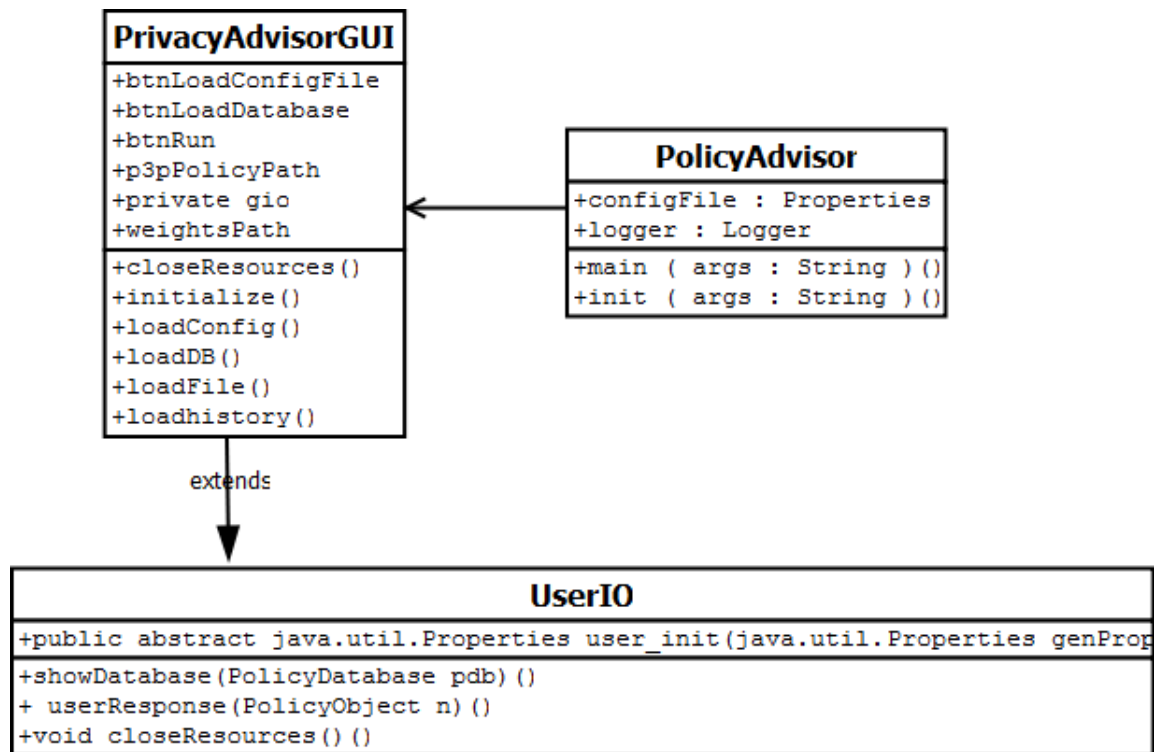 PrivacyAdvisorGUI
+btnLoadConfigFile
+btnLoadDatabase
+btnRun
+p3pPolicyPath
+private gio
+weightsPath
+closeResources()
+initialize()
+loadConfig()
+loadDB()
+loadFile()
+loadhistory()
PolicyAdvisor
+configFile : Properties
+logger : Logger
+main ( args : String )()
+init ( args : String )()
extends
UserIO
+public abstract java.util.Properties user_init(java.util.Properties genProp
+showDatabase(PolicyDatabase pdb)()
+ userResponse(PolicyObject n)()
+void closeResources()()